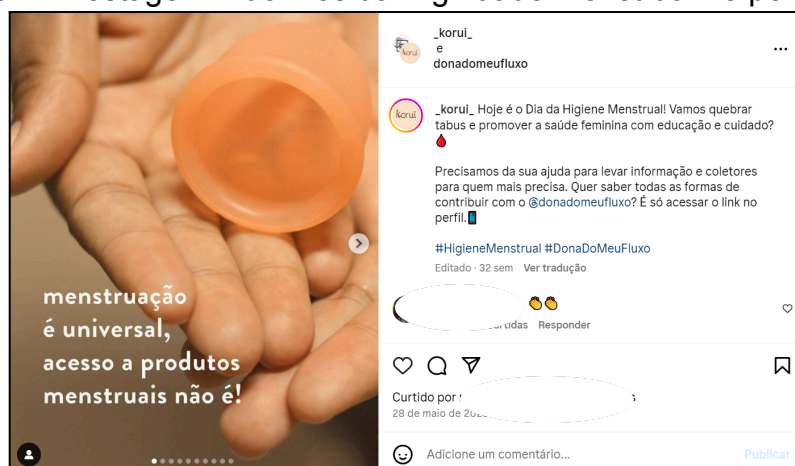 menstruação
é universal,
acesso a produtos
menstruais não é!
korui
_korui_
e
donadomeufluxo
korui
_korui_ Hoje é o Dia da Higiene Menstrual! Vamos quebrar
tabus e promover a saúde feminina com educação e cuidado?
Precisamos da sua ajuda para levar informação e coletores
para quem mais precisa. Quer saber todas as formas de
contribuir com o @donadomeufluxo? É só acessar o link no
perfil.
#HigieneMenstrual #DonaDoMeuFluxo
Editado · 32 sem Ver tradução
Responder
Curtido por
28 de maio de
Adicione um comentário...
Publicar